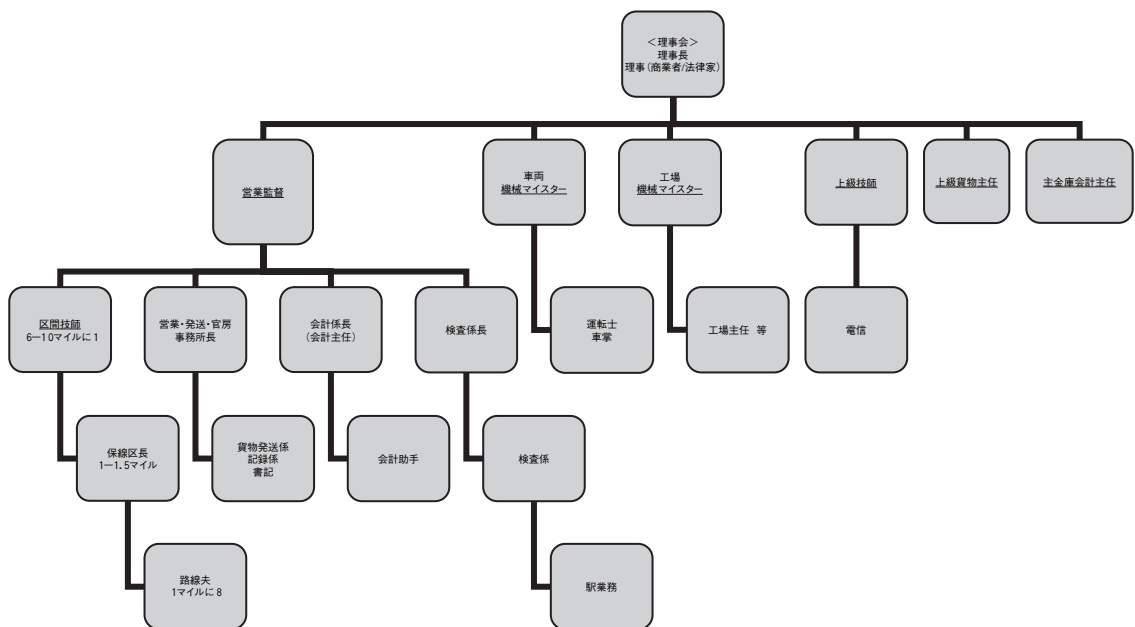 ＜理事会＞
理事長
理事（商業者/法律家）
営業監督
車両
機械マイスター
工場
機械マイスター
上級技師
上級貨物主任
主金庫会計主任
区間技師
6ー10マイルに1
営業・発送・官房
事務所長
会計係長
（会計主任）
検査係長
運転士
車掌
工場主任 等
電信
保線区長
1ー1.5マイル
貨物発送係
記録係
書記
会計助手
検査係
路線夫
1マイルに8
駅業務